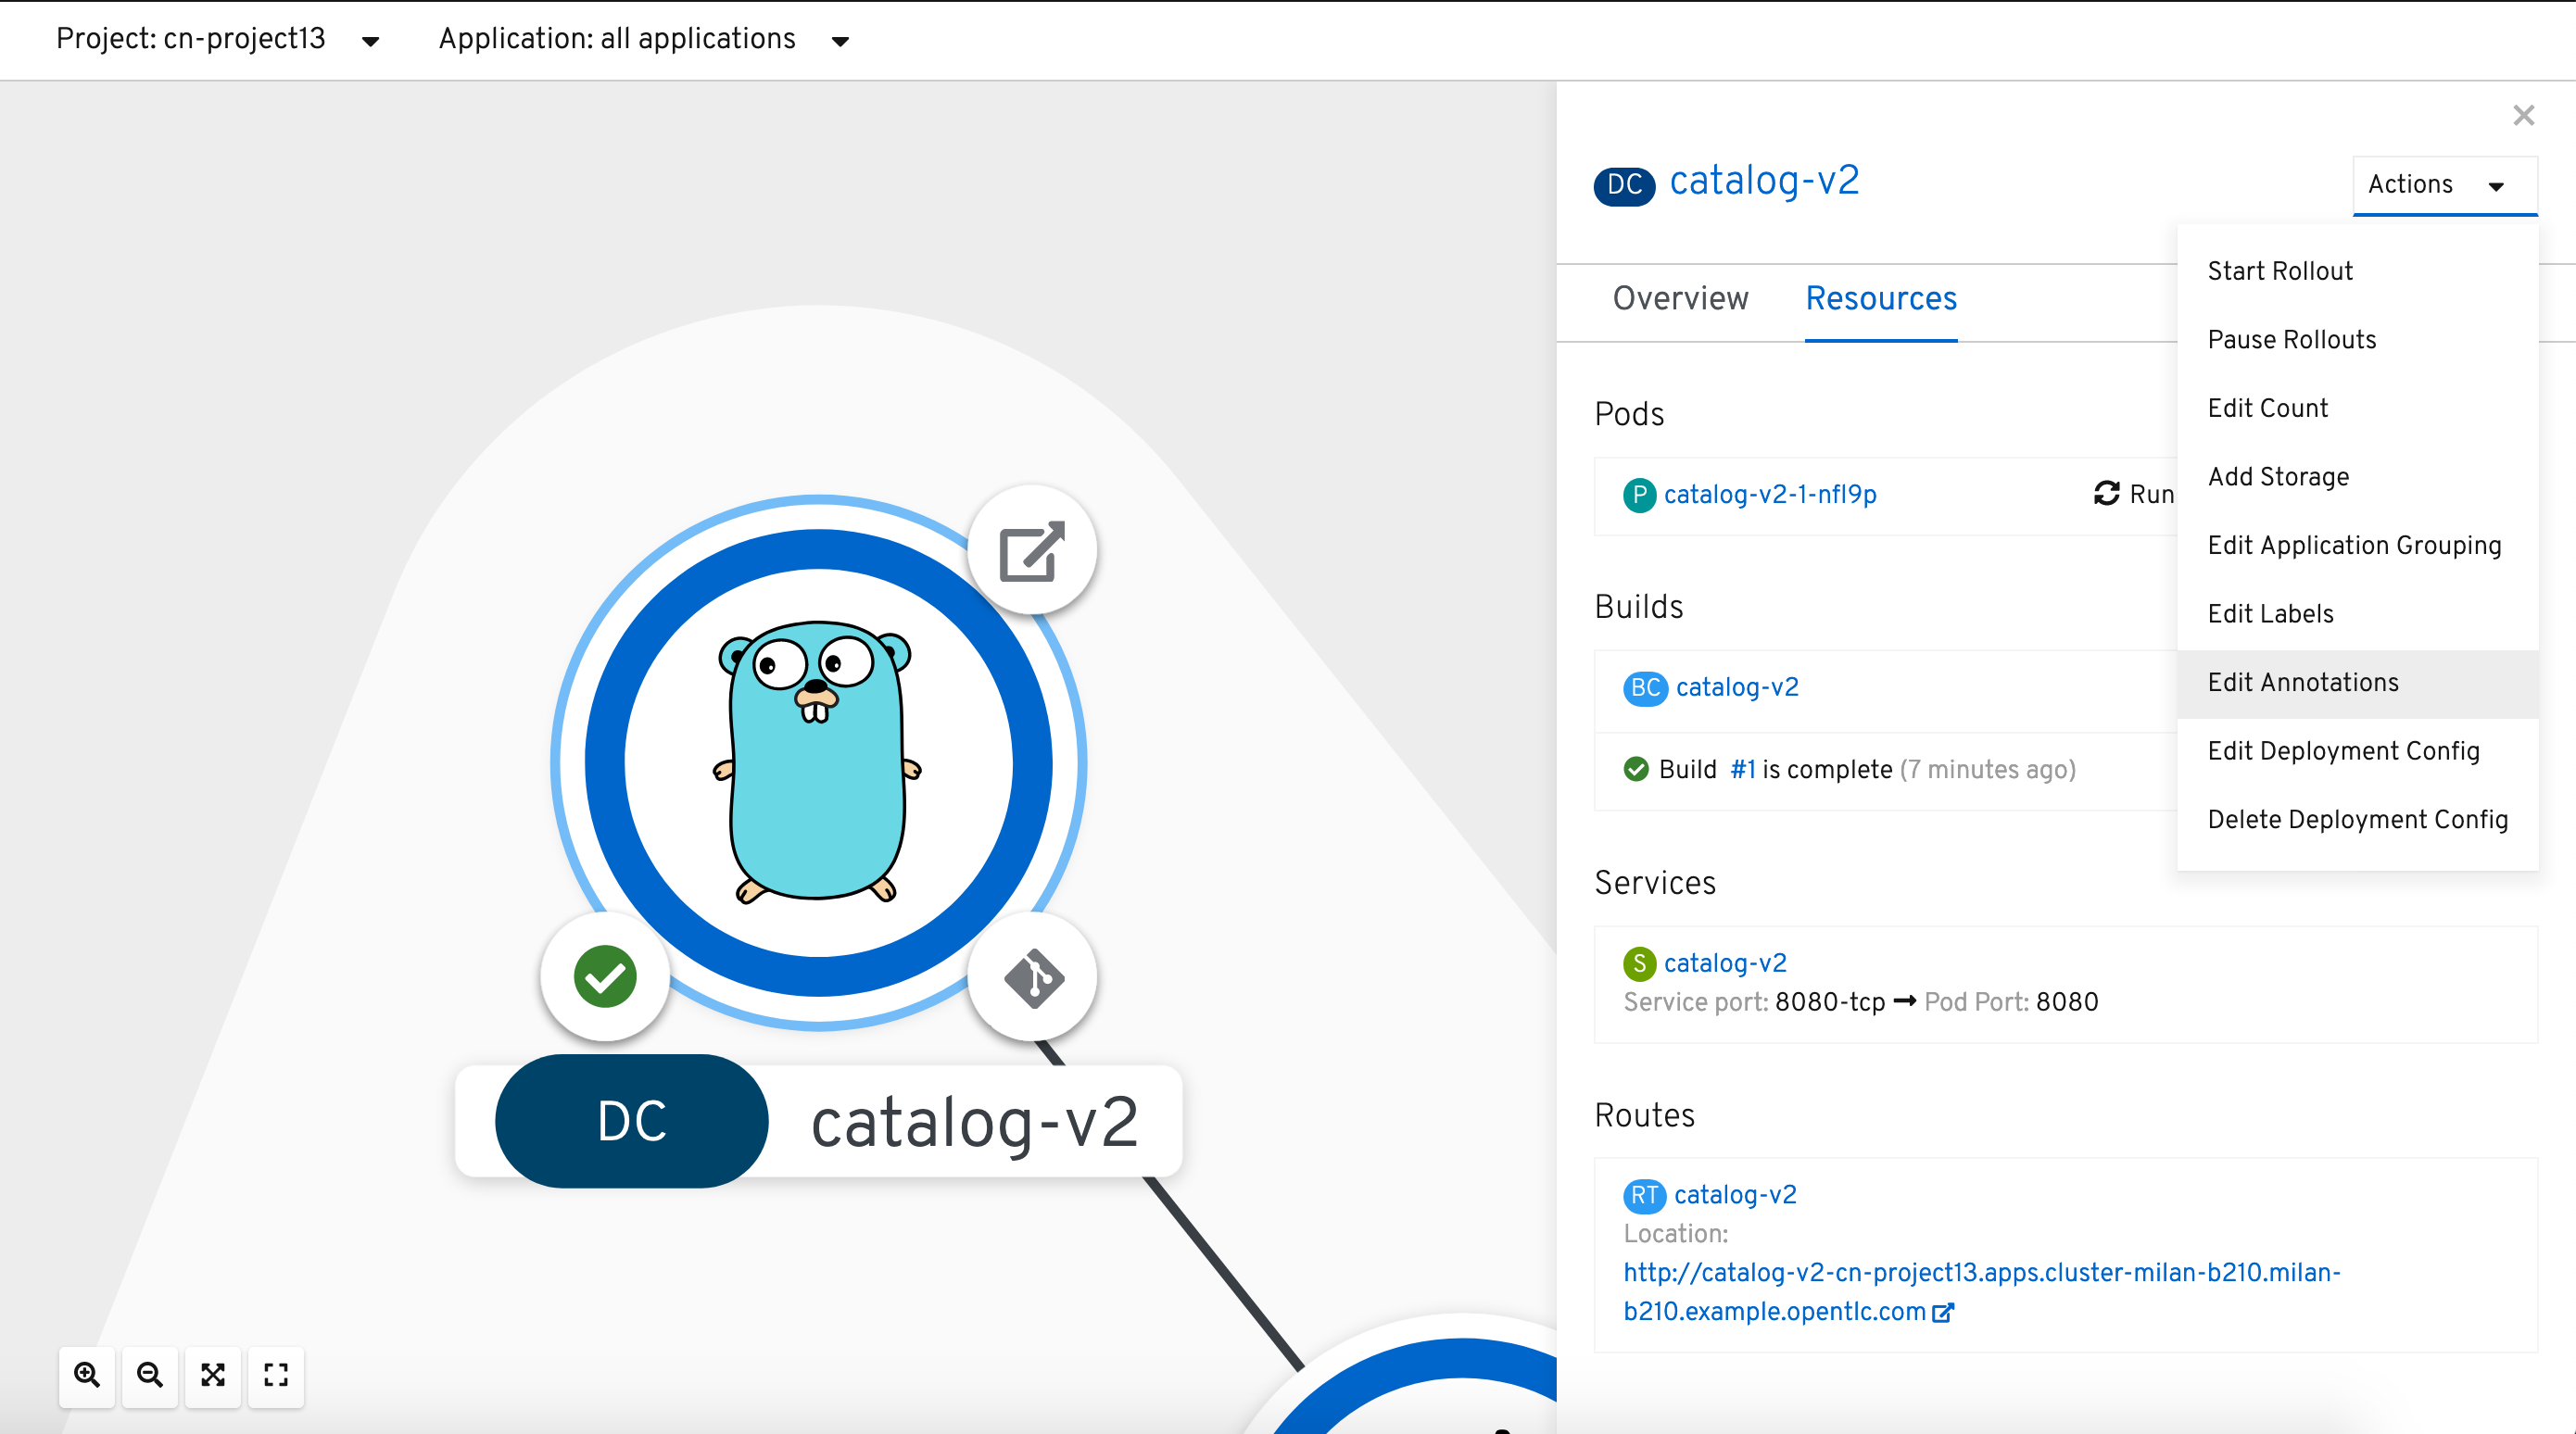 Project: cn-project13
Application: all applications
DC catalog-v2
Actions
Start Rollout
Pause Rollouts
Edit Count
Add Storage
Edit Application Grouping
Edit Labels
Edit Annotations
Edit Deployment Config
Delete Deployment Config
Overview
Resources
Pods
P catalog-v2-1-nfl9p
Run
Builds
BC catalog-v2
Build #1 is complete (7 minutes ago)
Services
S catalog-v2
Service port: 8080-tcp → Pod Port: 8080
Routes
RT catalog-v2
Location:
http://catalog-v2-cn-project13.apps.cluster-milan-b210.milan-
b210.example.opentlc.com
DC catalog-v2